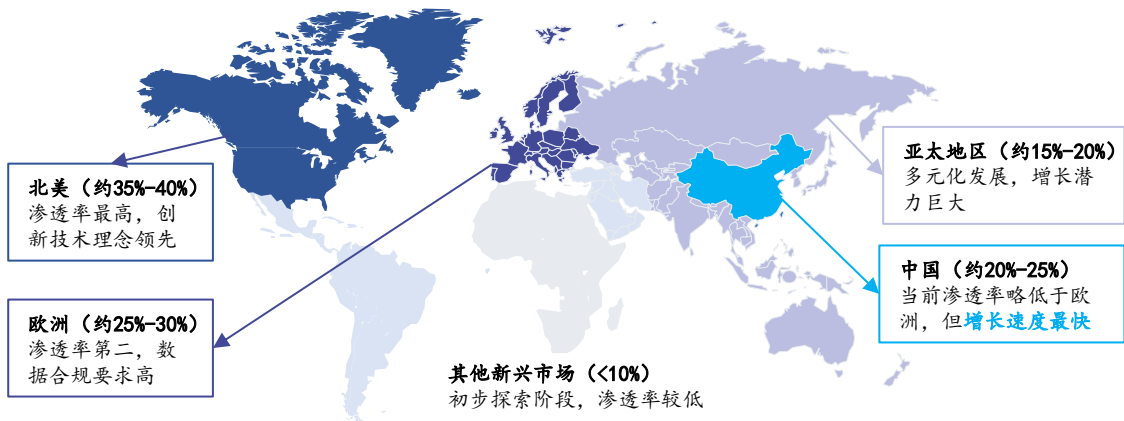 北美（约35%-40%）
渗透率最高，创
新技术理念领先
欧洲（约25%-30%）
渗透率第二，数
据合规要求高
其他新兴市场（<10%）
初步探索阶段，渗透率较低
亚太地区（约15%-20%）
多元化发展，增长潜
力巨大
中国（约20%-25%）
当前渗透率略低于欧
洲，但增长速度最快